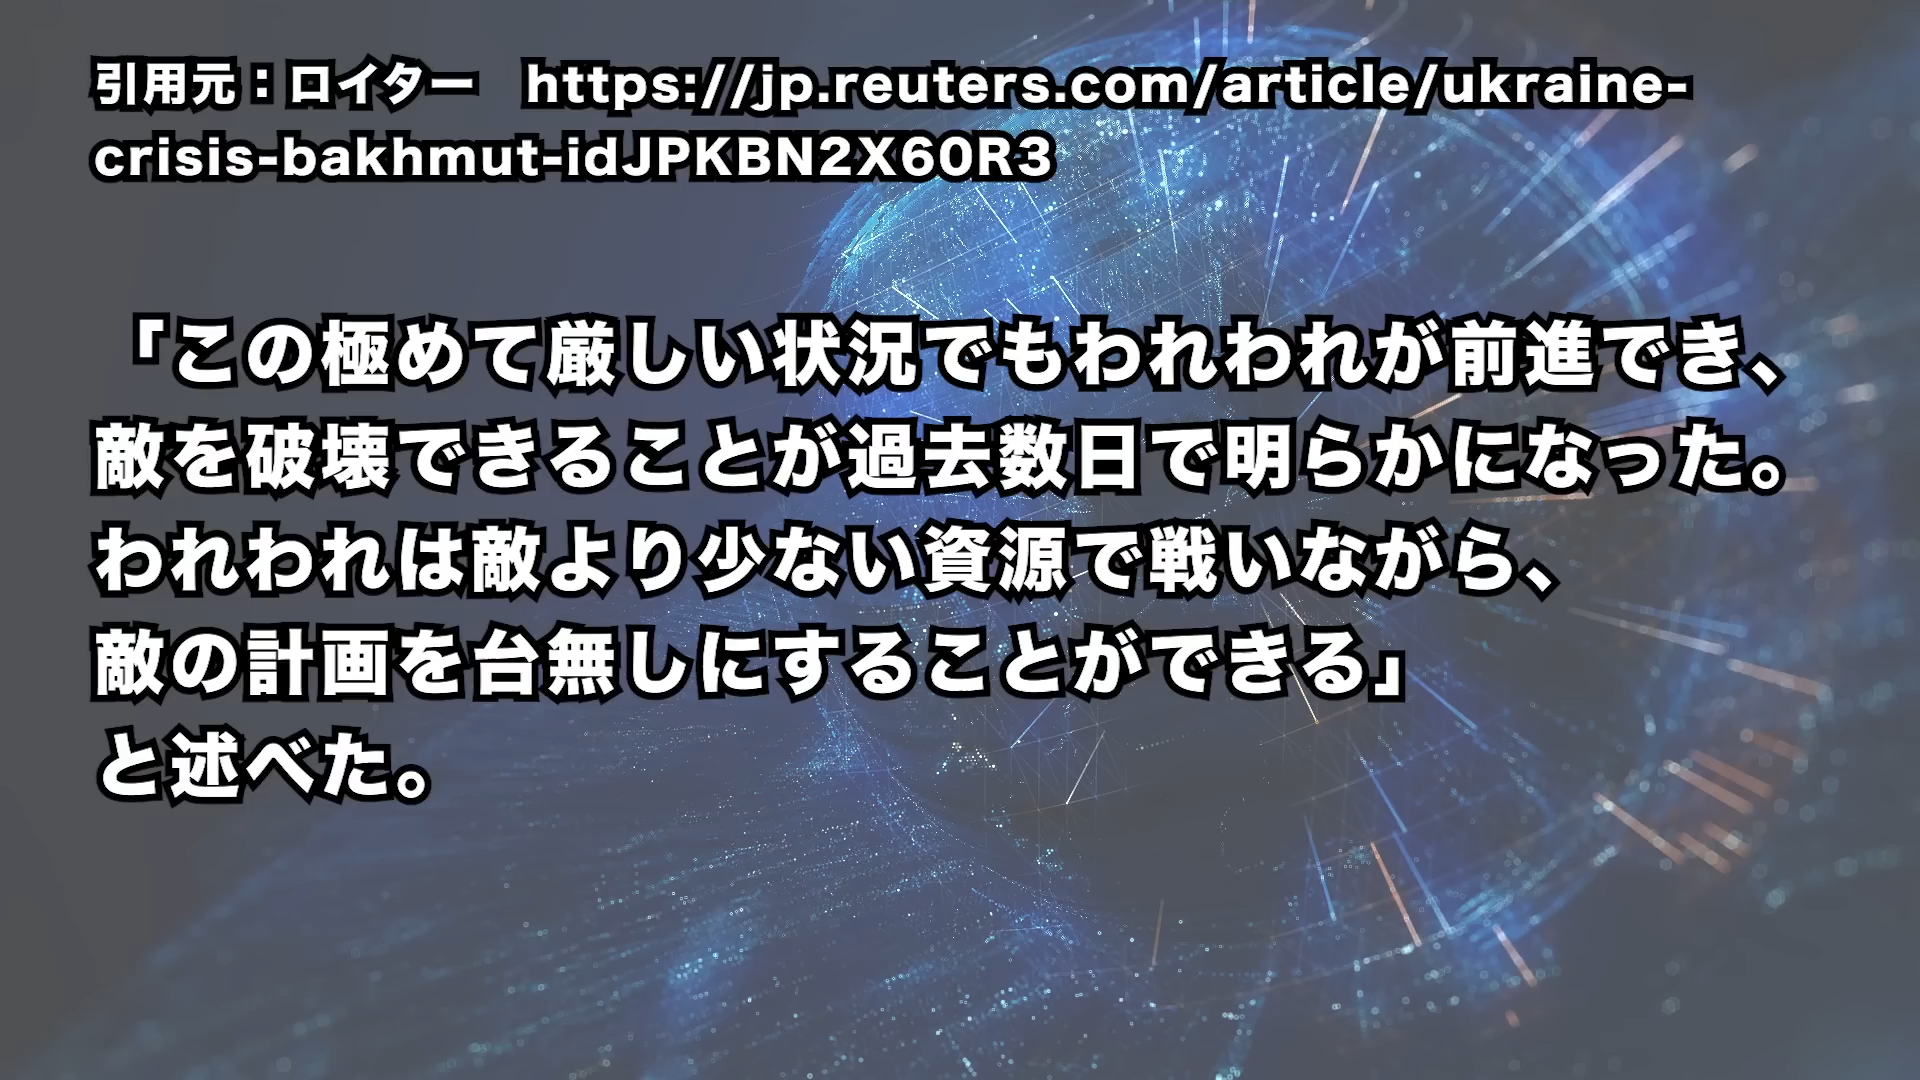 引用元：ロイター　https://jp.reuters.com/article/ukraine-
crisis-bakhmut-idJPKBN2X60R3
「この極めて厳しい状況でもわれわれが前進でき、
敵を破壊できることが過去数日で明らかになった。
われわれは敵より少ない資源で戦いながら、
敵の計画を台無しにすることができる」
と述べた。